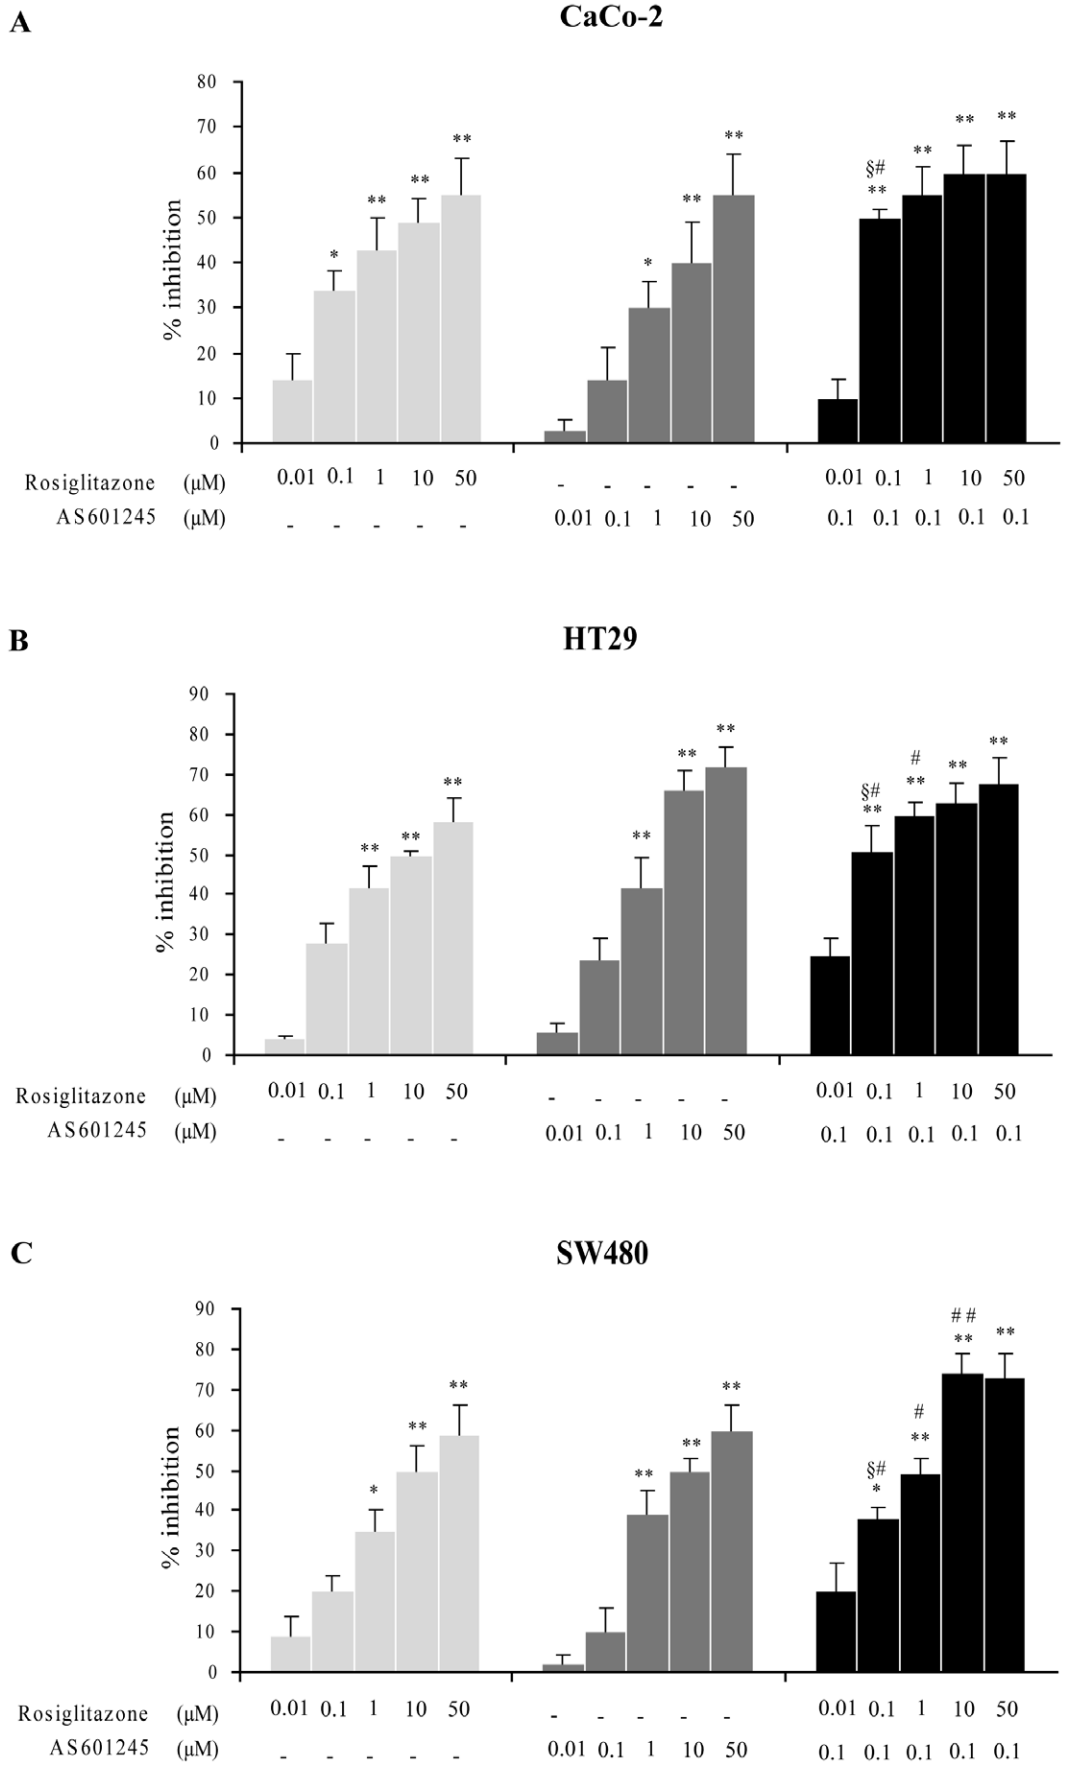 A
CaCo-2
80
70
60
50
40
30
20
10
0
% inhibition
* ** ** **
* ** **
§#
** ** ** **
Rosiglitazone (μM) 0.01 0.1 1 10 50 - - - - - 0.01 0.1 1 10 50
AS601245 (μM) - - - - - 0.01 0.1 1 10 50 0.1 0.1 0.1 0.1 0.1
B
HT29
90
80
70
60
50
40
30
20
10
0
% inhibition
** ** **
** ** **
§# #
** ** ** **
Rosiglitazone (μM) 0.01 0.1 1 10 50 - - - - - 0.01 0.1 1 10 50
AS601245 (μM) - - - - - 0.01 0.1 1 10 50 0.1 0.1 0.1 0.1 0.1
C
SW480
90
80
70
60
50
40
30
20
10
0
% inhibition
* ** **
** ** **
§# # ##
* ** ** **
Rosiglitazone (μM) 0.01 0.1 1 10 50 - - - - - 0.01 0.1 1 10 50
AS601245 (μM) - - - - - 0.01 0.1 1 10 50 0.1 0.1 0.1 0.1 0.1